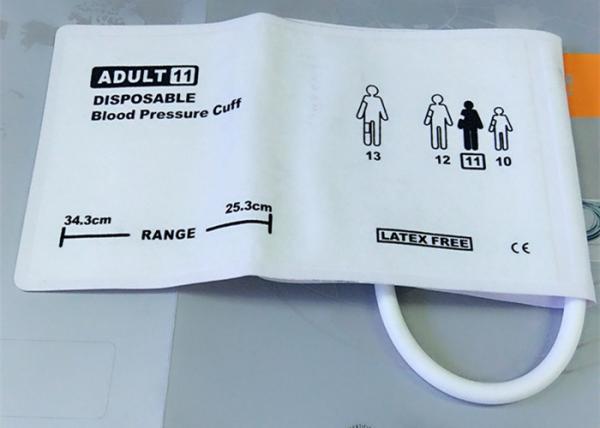 ADULT 11
DISPOSABLE
Blood Pressure Cuff
13
12 11 10
34.3cm 25.3cm
RANGE
LATEX FREE
CE